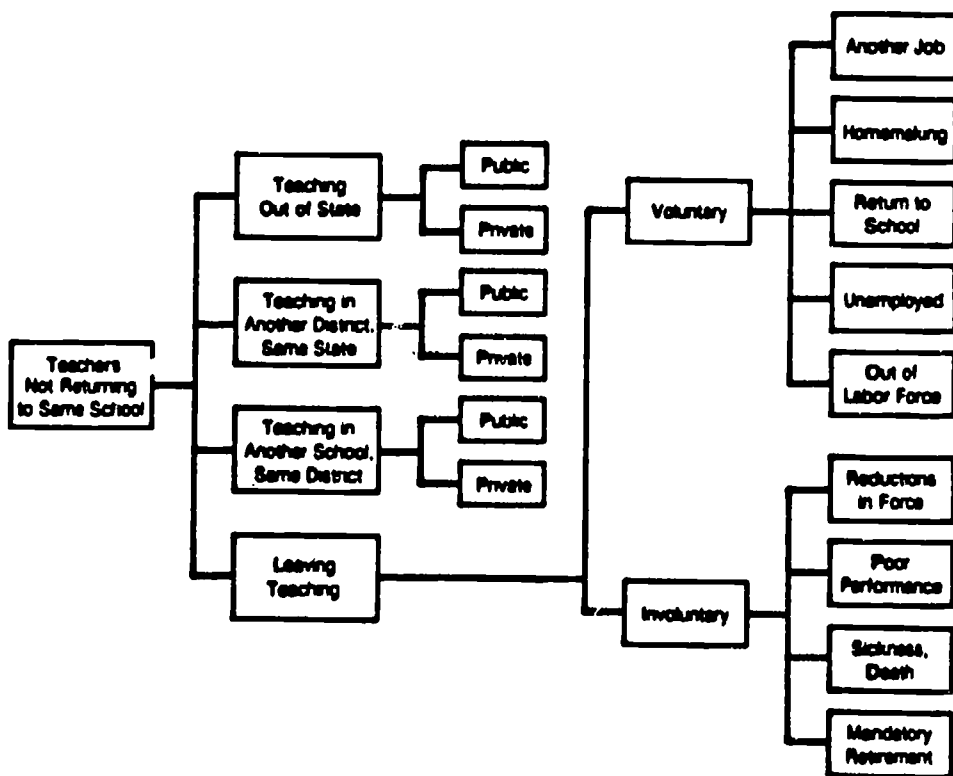 Teachers
Not Returning
to Same School
Teaching
Out of State
Public
Private
Teaching in
Another District,
Same State
Public
Private
Teaching in
Another School,
Same District
Public
Private
Leaving
Teaching
Voluntary
Another Job
Homemaking
Return to
School
Unemployed
Out of
Labor Force
Involuntary
Reductions
in Force
Poor
Performance
Sickness,
Death
Mandatory
Retirement